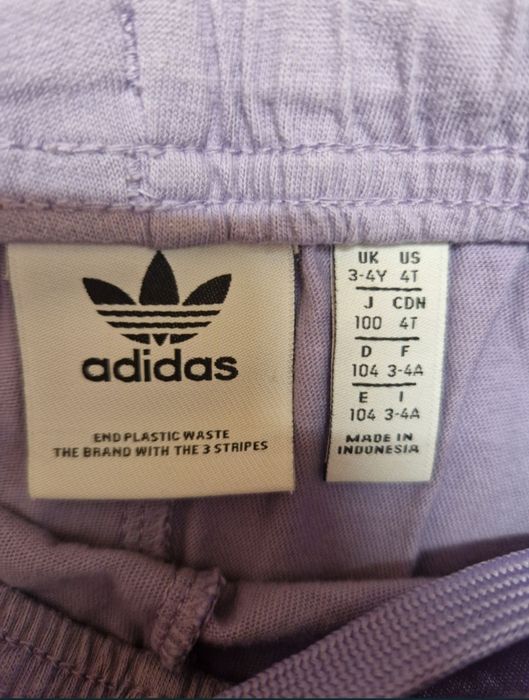 adidas
END PLASTIC WASTE
THE BRAND WITH THE 3 STRIPES
UK US
3-4Y 4T
J CDN
100 4T
D F
104 3-4A
E I
104 3-4A
MADE IN
INDONESIA